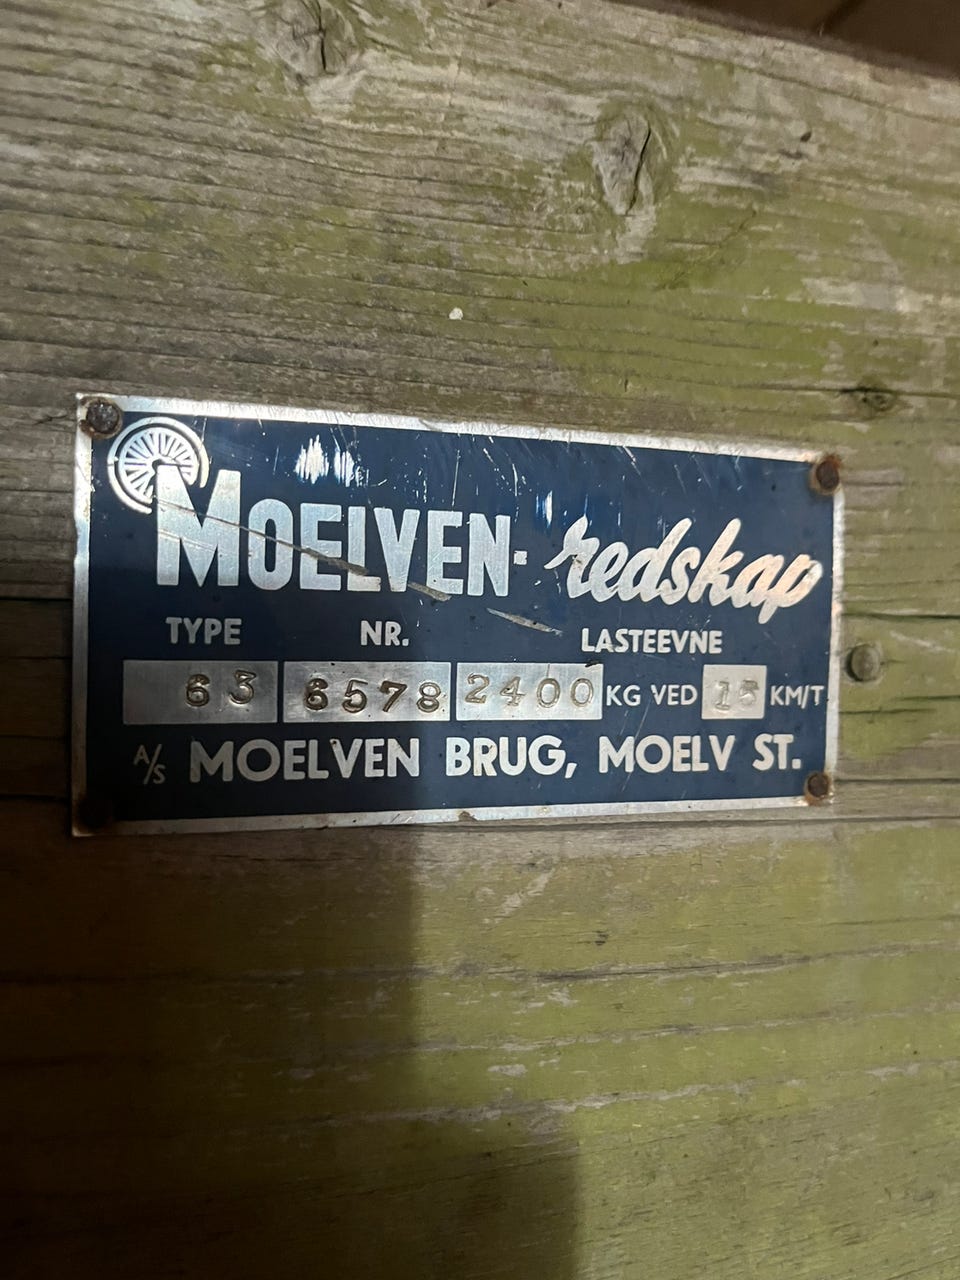 MOELVEN-redskap
TYPE NR. LASTEEVNE
63 6578 2400 KG VED 15 KM/T
A/S MOELVEN BRUG, MOELV ST.